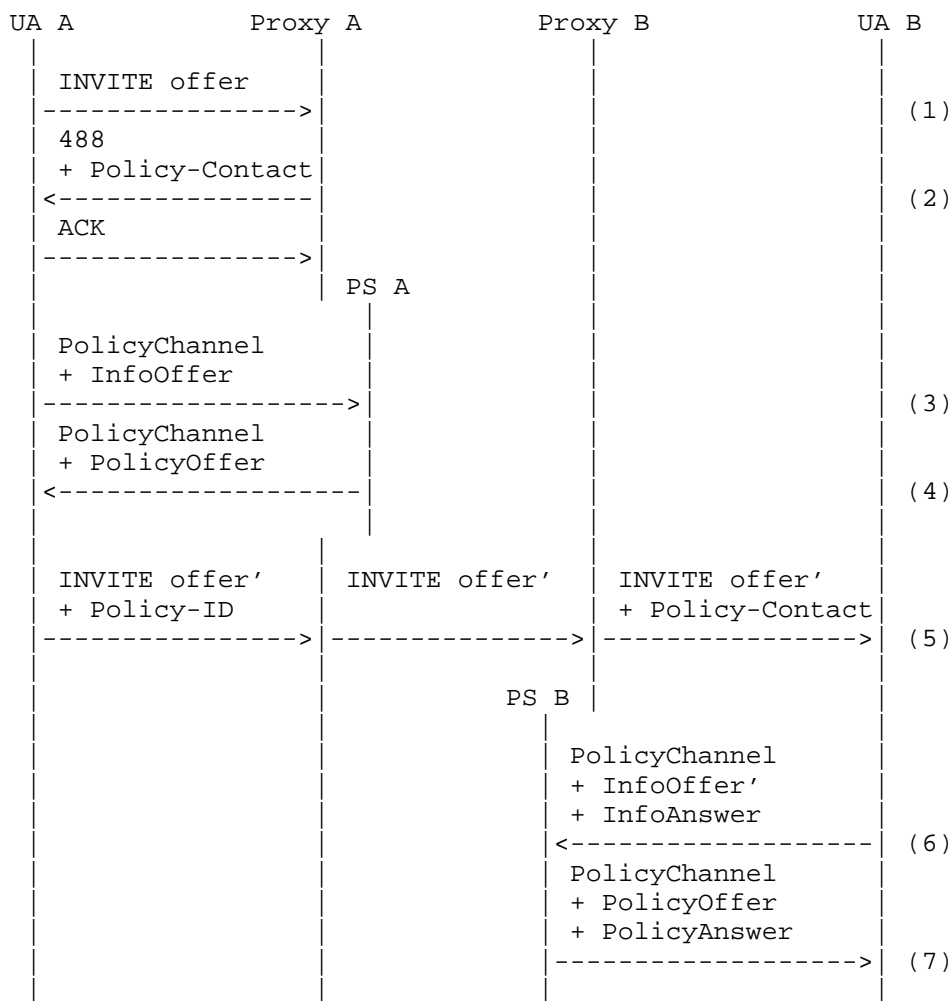 UA A Proxy A Proxy B UA B
INVITE offer
(1)
488
+ Policy-Contact
(2)
ACK
PS A
PolicyChannel
+ InfoOffer
(3)
PolicyChannel
+ PolicyOffer
(4)
INVITE offer’ INVITE offer’ INVITE offer’
+ Policy-ID + Policy-Contact
(5)
PS B
PolicyChannel
+ InfoOffer’
+ InfoAnswer
(6)
PolicyChannel
+ PolicyOffer
+ PolicyAnswer
(7)